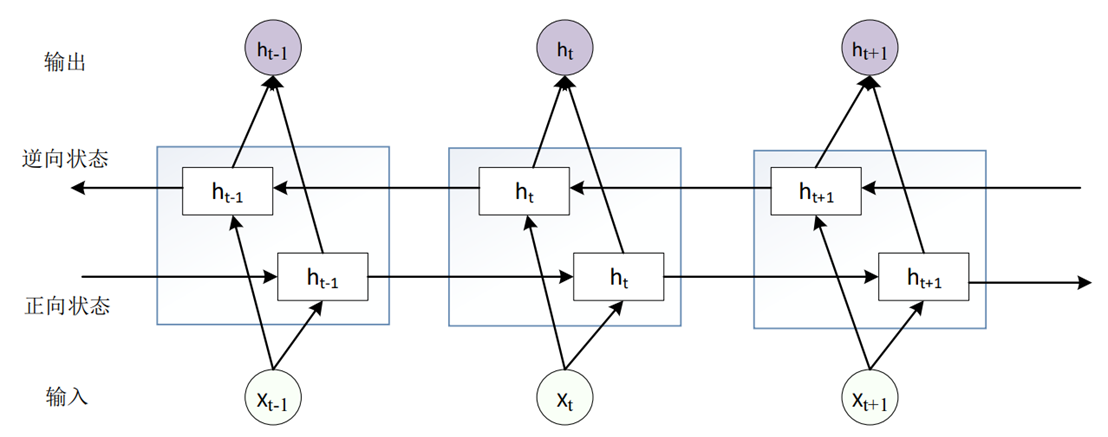 输出
h_{t-1} h_t h_{t+1}
逆向状态
h_{t-1} h_t h_{t+1}
h_{t-1} h_t h_{t+1}
正向状态
输入
X_{t-1} X_t X_{t+1}